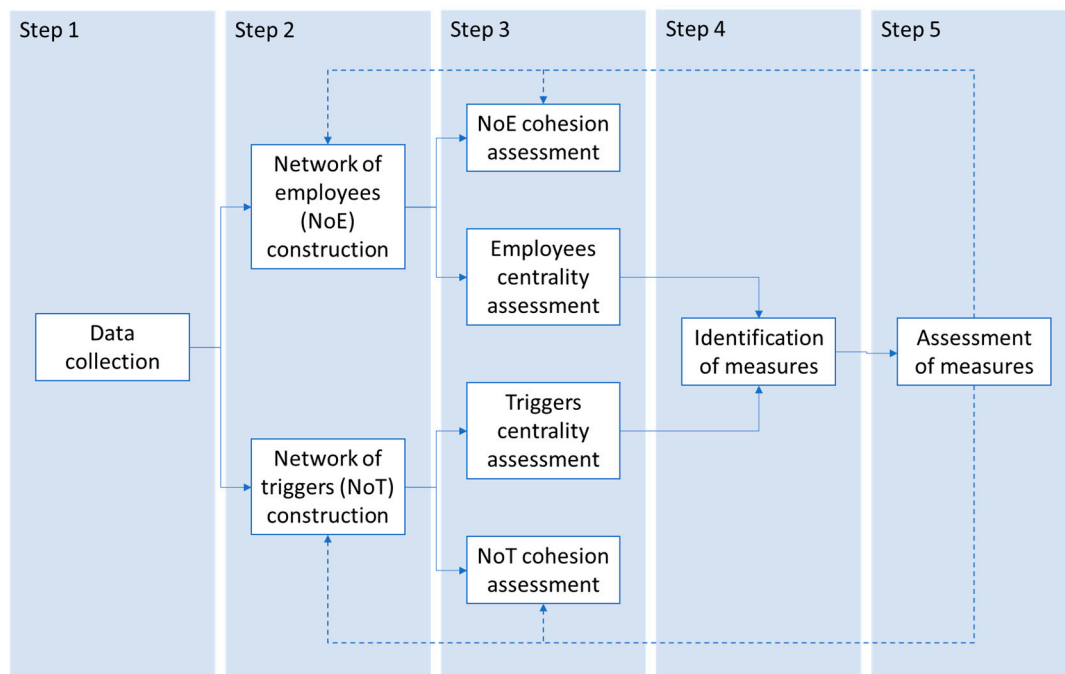 Step 1
Step 2
Step 3
Step 4
Step 5
Data
collection
Network of
employees
(NoE)
construction
Network of
triggers (NoT)
construction
NoE cohesion
assessment
Employees
centrality
assessment
Triggers
centrality
assessment
NoT cohesion
assessment
Identification
of measures
Assessment
of measures